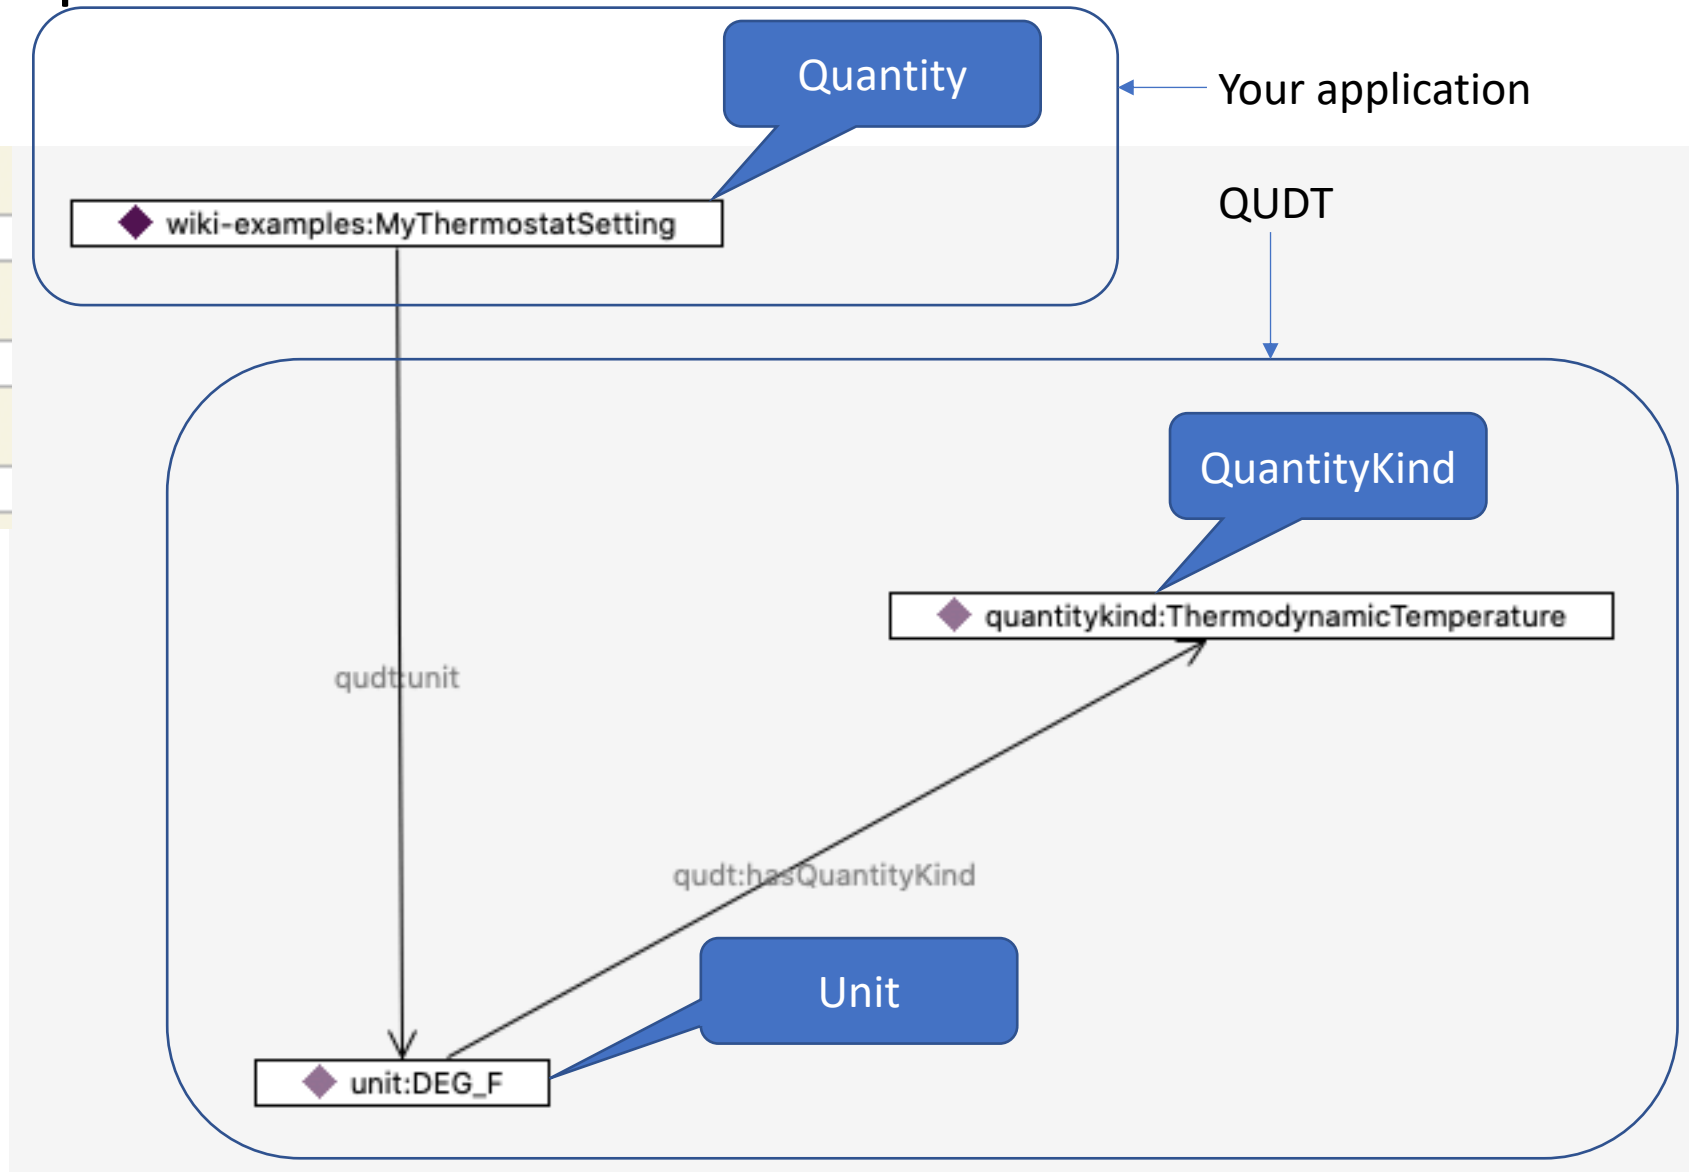 Quantity
Your application
QUDT
wiki-examples:MyThermostatSetting
QuantityKind
quantitykind:ThermodynamicTemperature
qudt:unit
qudt:hasQuantityKind
Unit
unit:DEG_F